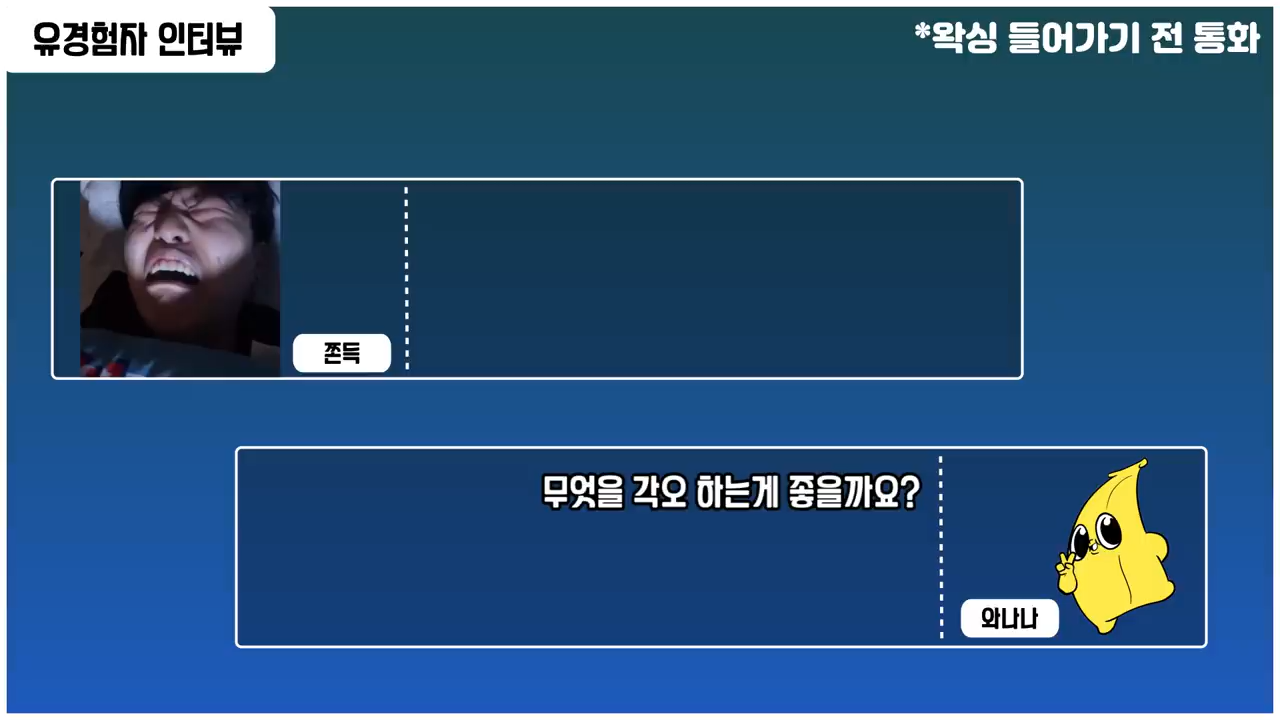 유경험자 인터뷰
*왁싱 들어가기 전 통화
쫀득
무엇을 각오 하는게 좋을까요?
와나나